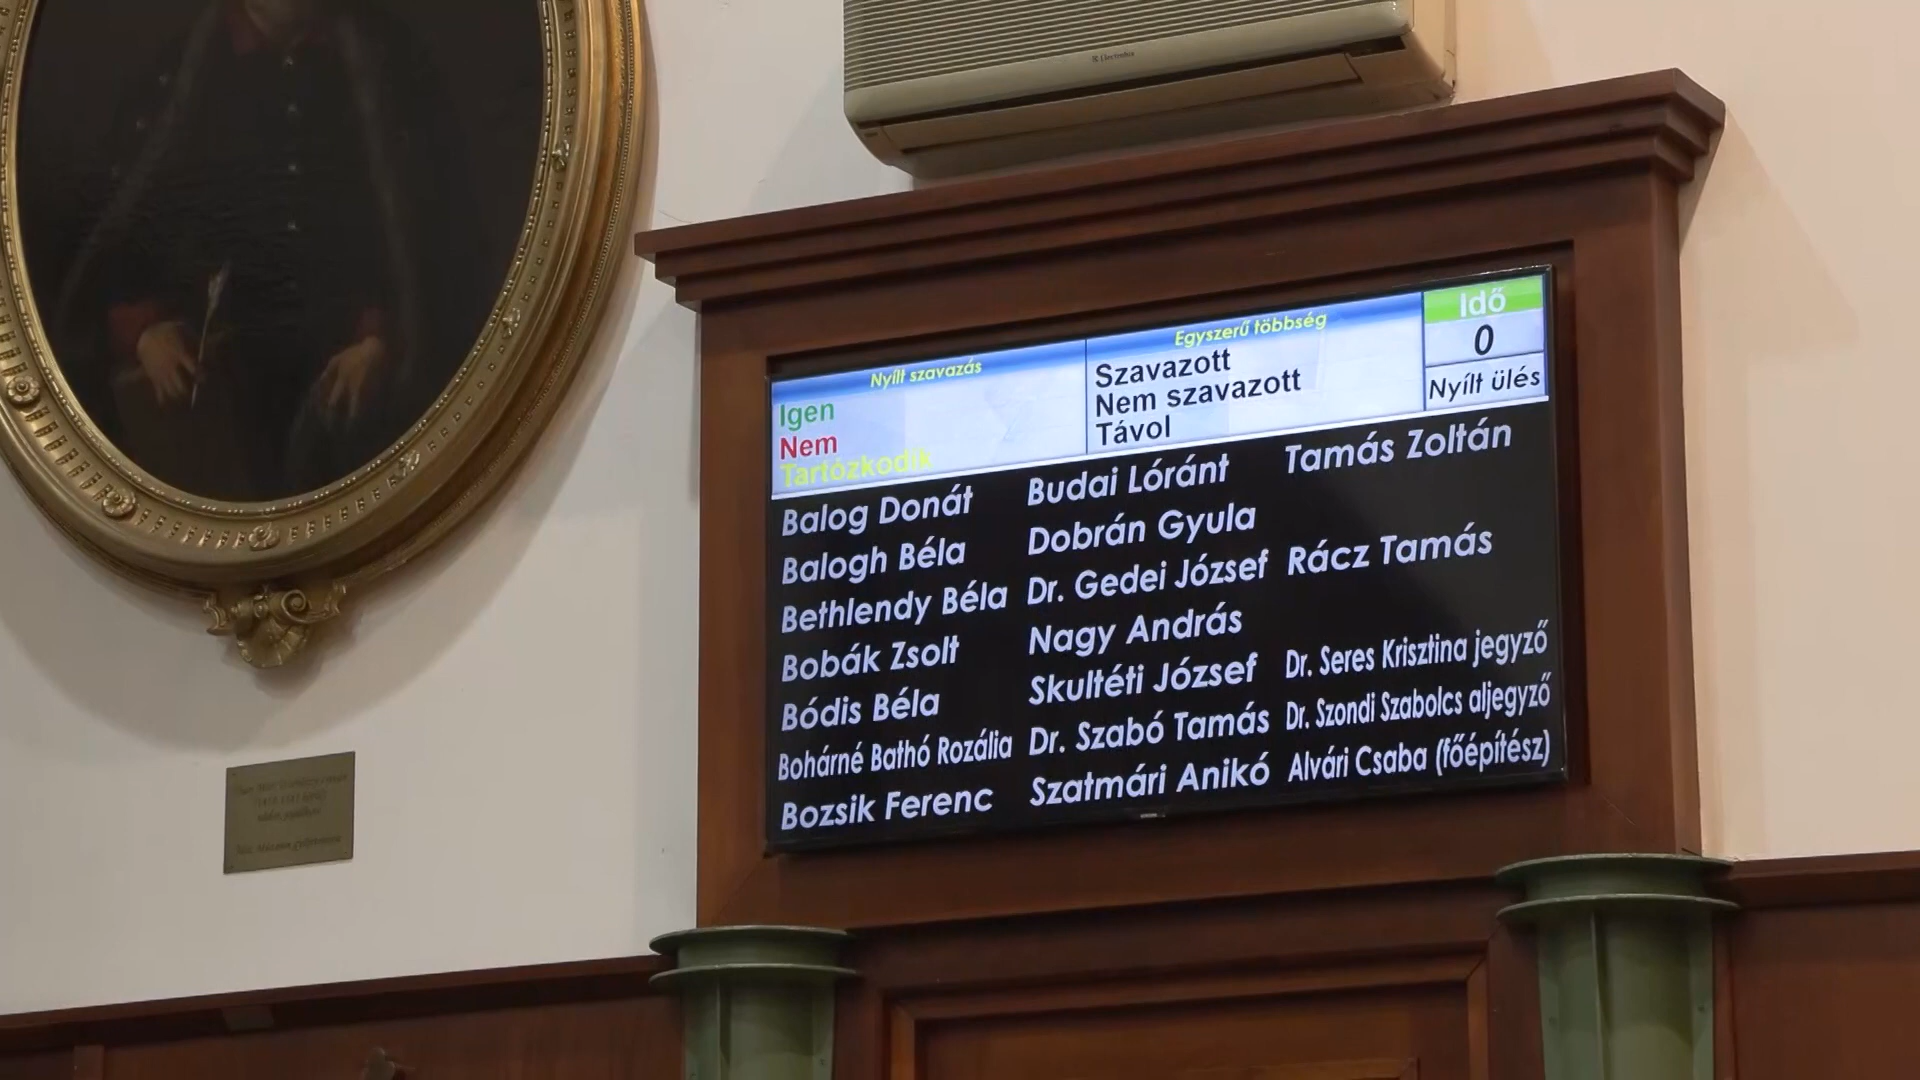 Electrolux
Nyílt szavazás
Igen
Nem
Tartózkodik
Egyszerű többség
Szavazott
Nem szavazott
Távol
Idő
0
Nyílt ülés
Balog Donát
Balogh Béla
Bethlendy Béla
Bobák Zsolt
Bódis Béla
Bohárné Bathó Rozália
Bozsik Ferenc
Budai Lóránt
Dobrán Gyula
Dr. Gedei József
Nagy András
Skultéti József
Dr. Szabó Tamás
Szatmári Anikó
Tamás Zoltán
Rácz Tamás
Dr. Seres Krisztina jegyző
Dr. Szondi Szabolcs aljegyző
Alvári Csaba (főépítész)